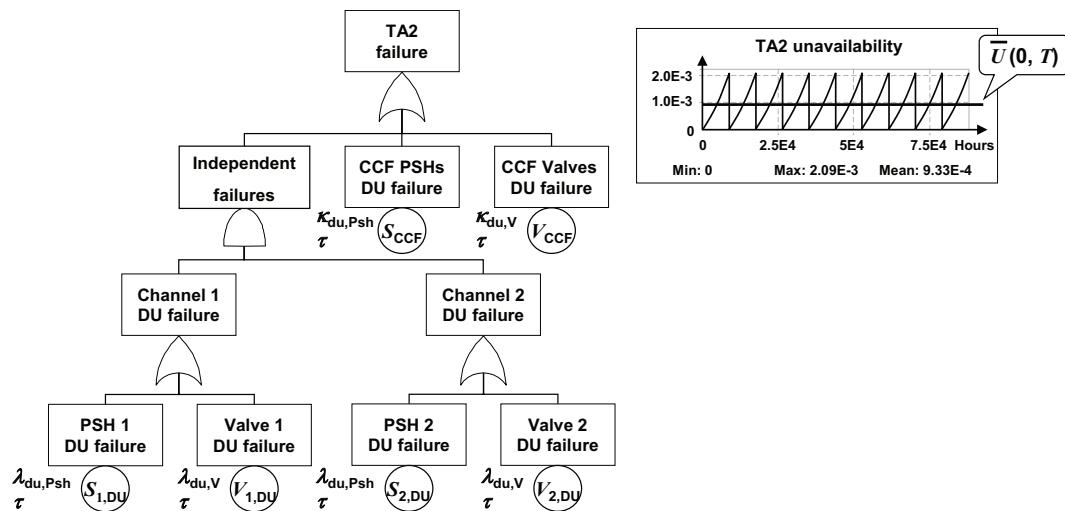 TA2
failure
TA2 unavailability
U̅(0, T)
2.0E-3
1.0E-3
0
0
2.5E4
5E4
7.5E4
Hours
Min: 0
Max: 2.09E-3
Mean: 9.33E-4
Independent
failures
CCF PSHs
DU failure
CCF Valves
DU failure
κdu,Psh
τ
SCCF
κdu,V
τ
VCCF
Channel 1
DU failure
Channel 2
DU failure
PSH 1
DU failure
Valve 1
DU failure
PSH 2
DU failure
Valve 2
DU failure
λdu,Psh
τ
S1,DU
λdu,V
τ
V1,DU
λdu,Psh
τ
S2,DU
λdu,V
τ
V2,DU